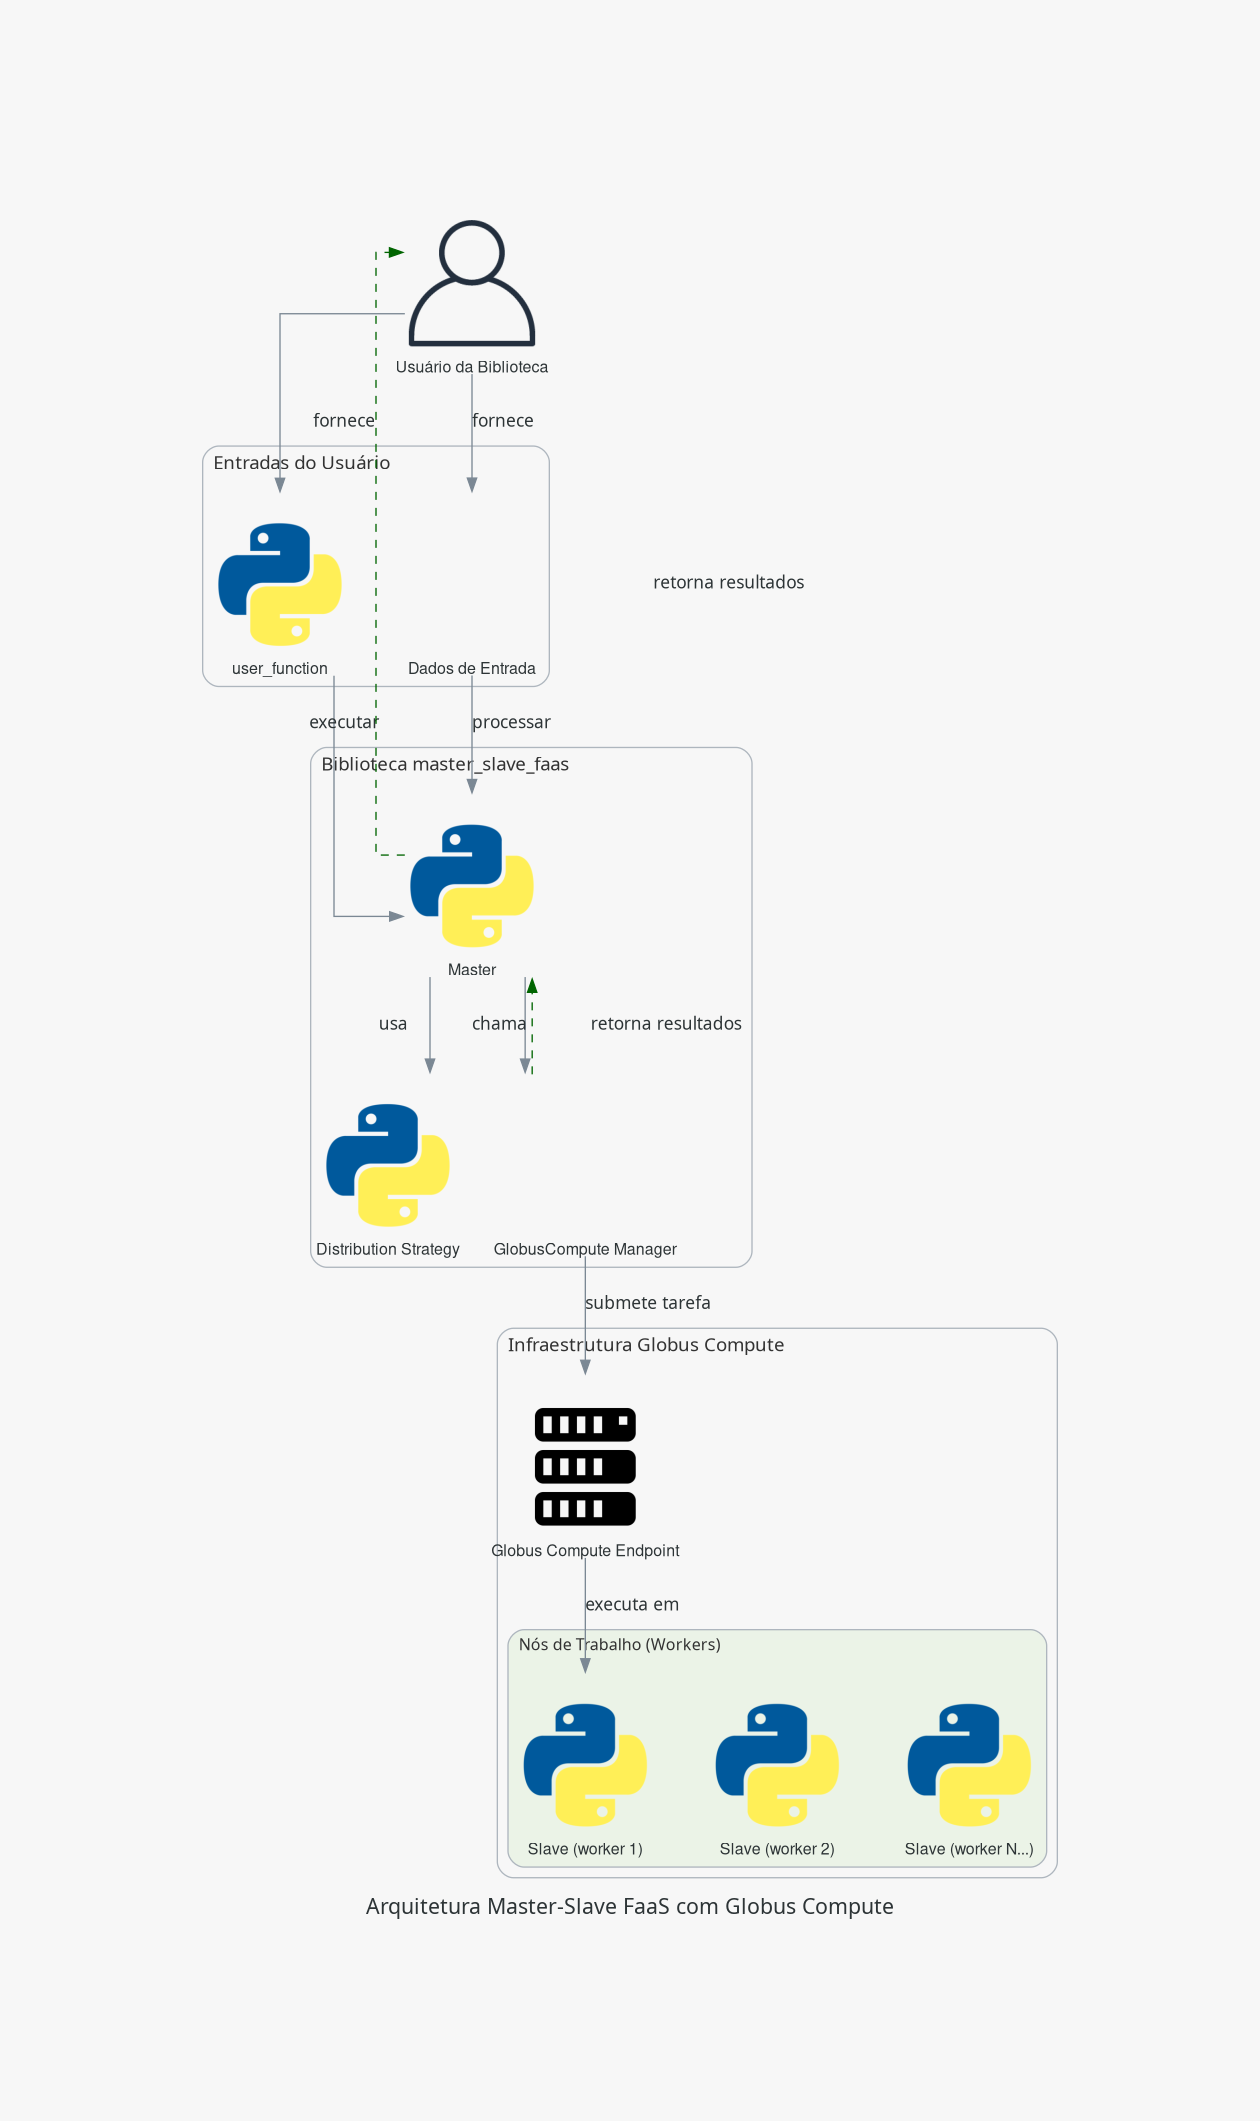 Usuário da Biblioteca
fornece
fornece
Entradas do Usuário
retorna resultados
user_function
Dados de Entrada
executar
processar
Biblioteca master_slave_faas
Master
usa
chama
retorna resultados
Distribution Strategy
GlobusCompute Manager
submete tarefa
Infraestrutura Globus Compute
Globus Compute Endpoint
executa em
Nós de Trabalho (Workers)
Slave (worker 1)
Slave (worker 2)
Slave (worker N...)
Arquitetura Master-Slave FaaS com Globus Compute